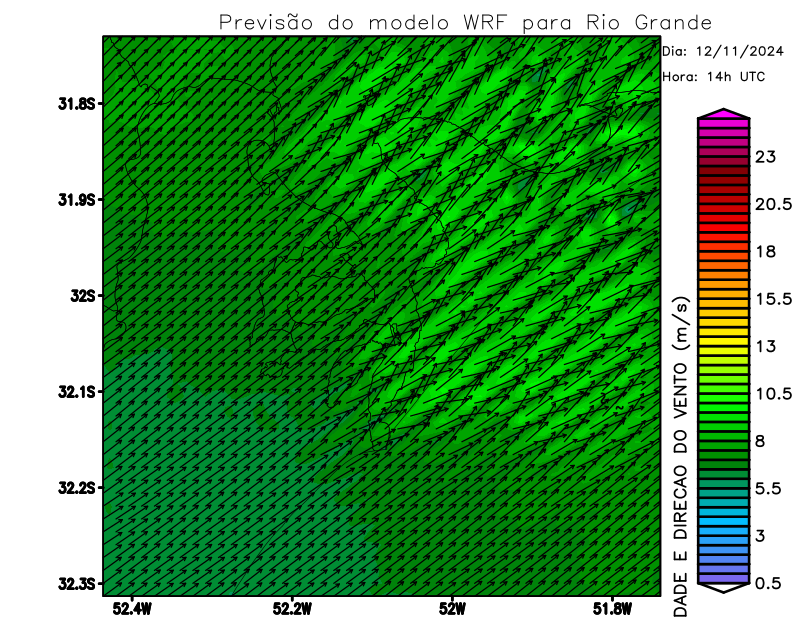 Previsão do modelo WRF para Rio Grande
Dia: 12/11/2024
Hora: 14h UTC
31.8S
31.9S
32S
32.1S
32.2S
32.3S
52.4W
52.2W
52W
51.8W
23
20.5
18
15.5
13
10.5
8
5.5
3
0.5
DADE E DIRECAO DO VENTO (m/s)